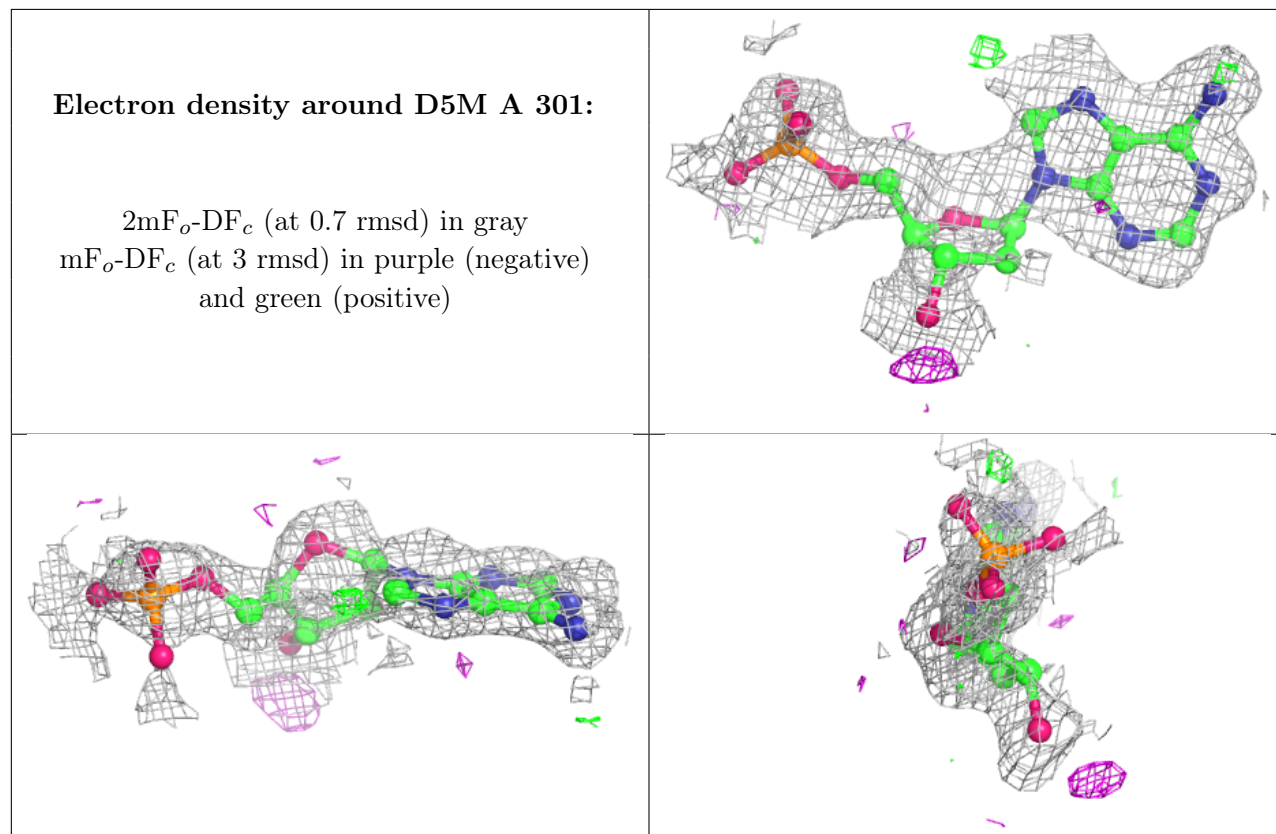 Electron density around D5M A 301:
2mFₒ-DF𝑐 (at 0.7 rmsd) in gray
mFₒ-DF𝑐 (at 3 rmsd) in purple (negative)
and green (positive)